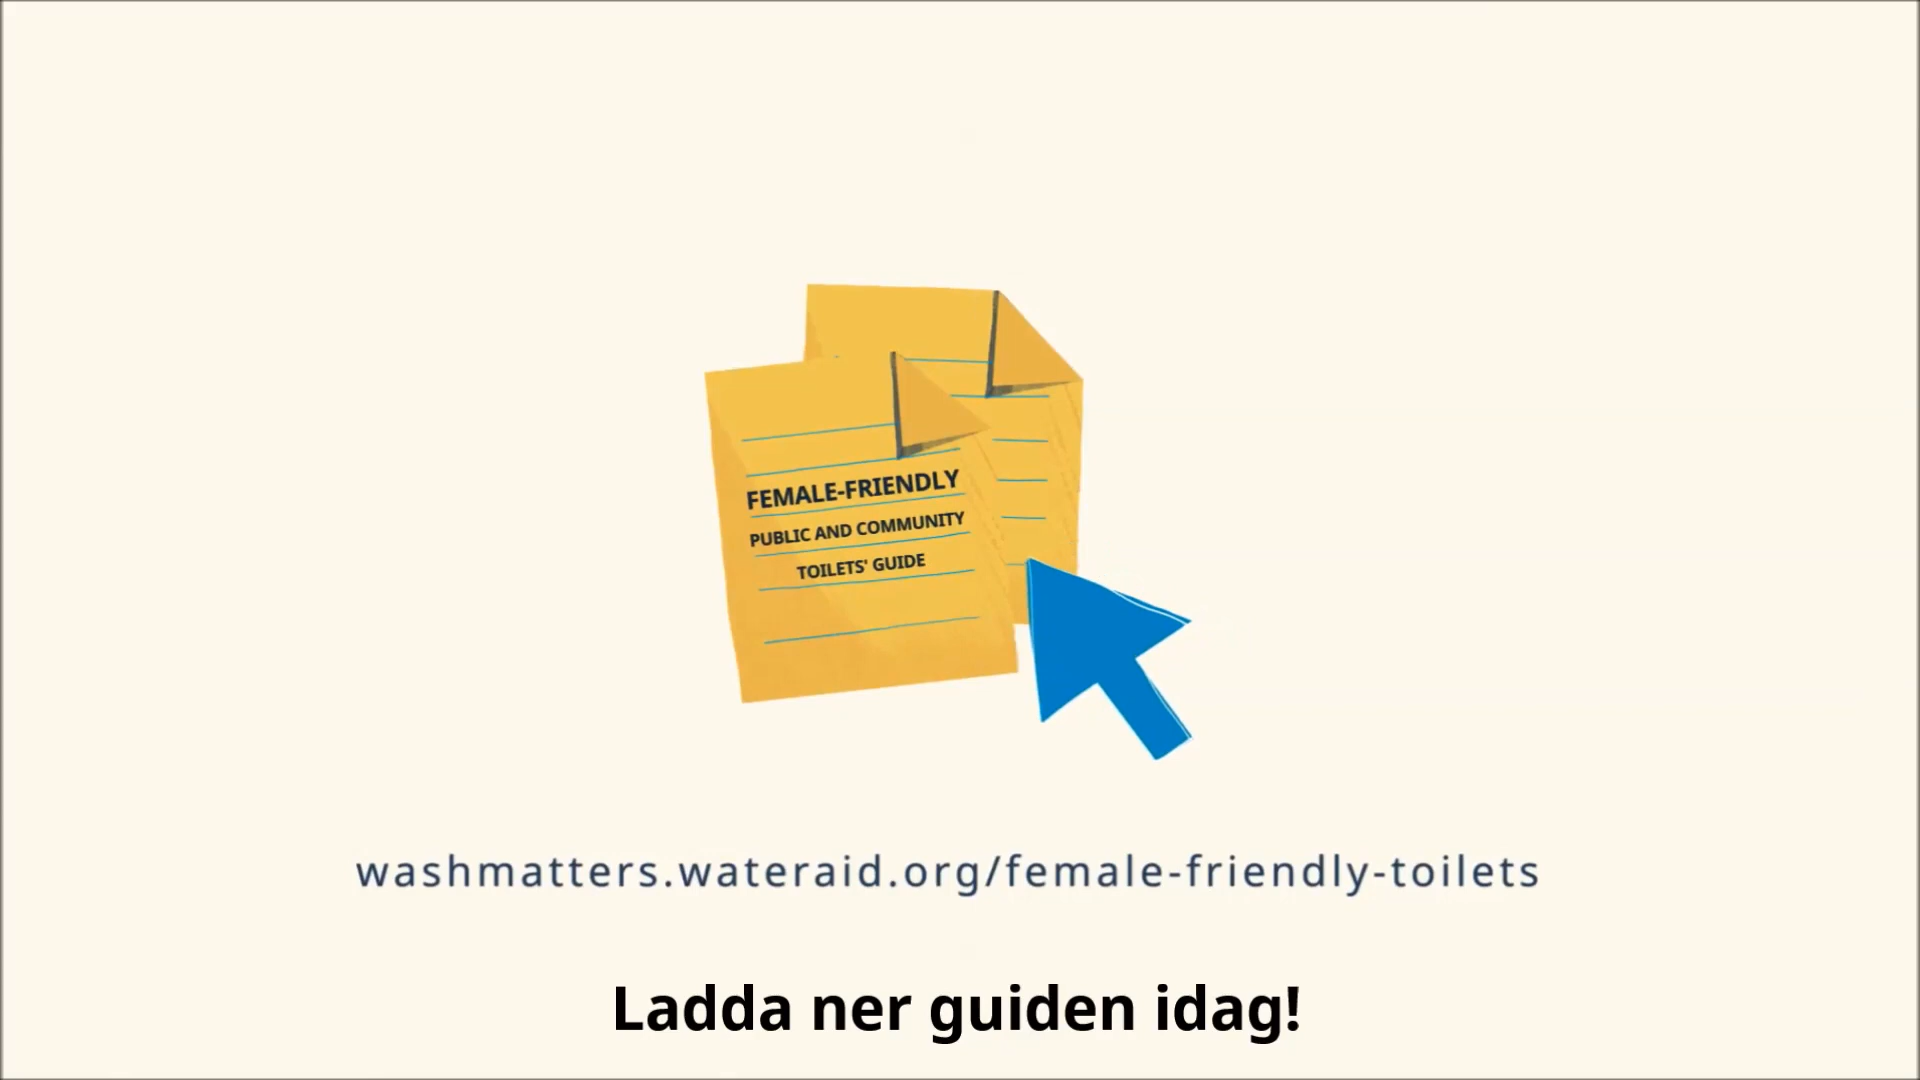 FEMALE-FRIENDLY
PUBLIC AND COMMUNITY
TOILETS' GUIDE
washmatters.wateraid.org/female-friendly-toilets
Ladda ner guiden idag!